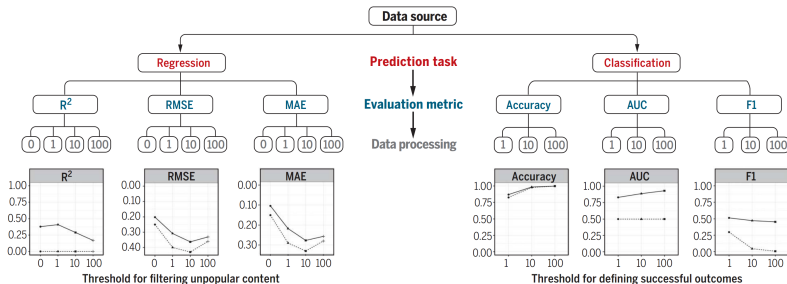 Data source
Regression
Prediction task
Classification
R²
RMSE
MAE
Evaluation metric
Accuracy
AUC
F1
0 1 10 100
0 1 10 100
0 1 10 100
Data processing
1 10 100
1 10 100
1 10 100
R²
1.00
0.75
0.50
0.25
0.00
0 1 10 100
RMSE
0.00
0.20
0.30
0.40
0 1 10 100
MAE
0.00
0.10
0.20
0.30
0 1 10 100
Threshold for filtering unpopular content
Accuracy
1.00
0.75
0.50
0.25
0.00
1 10 100
AUC
1.00
0.75
0.50
0.25
0.00
1 10 100
F1
1.00
0.75
0.50
0.25
0.00
1 10 100
Threshold for defining successful outcomes